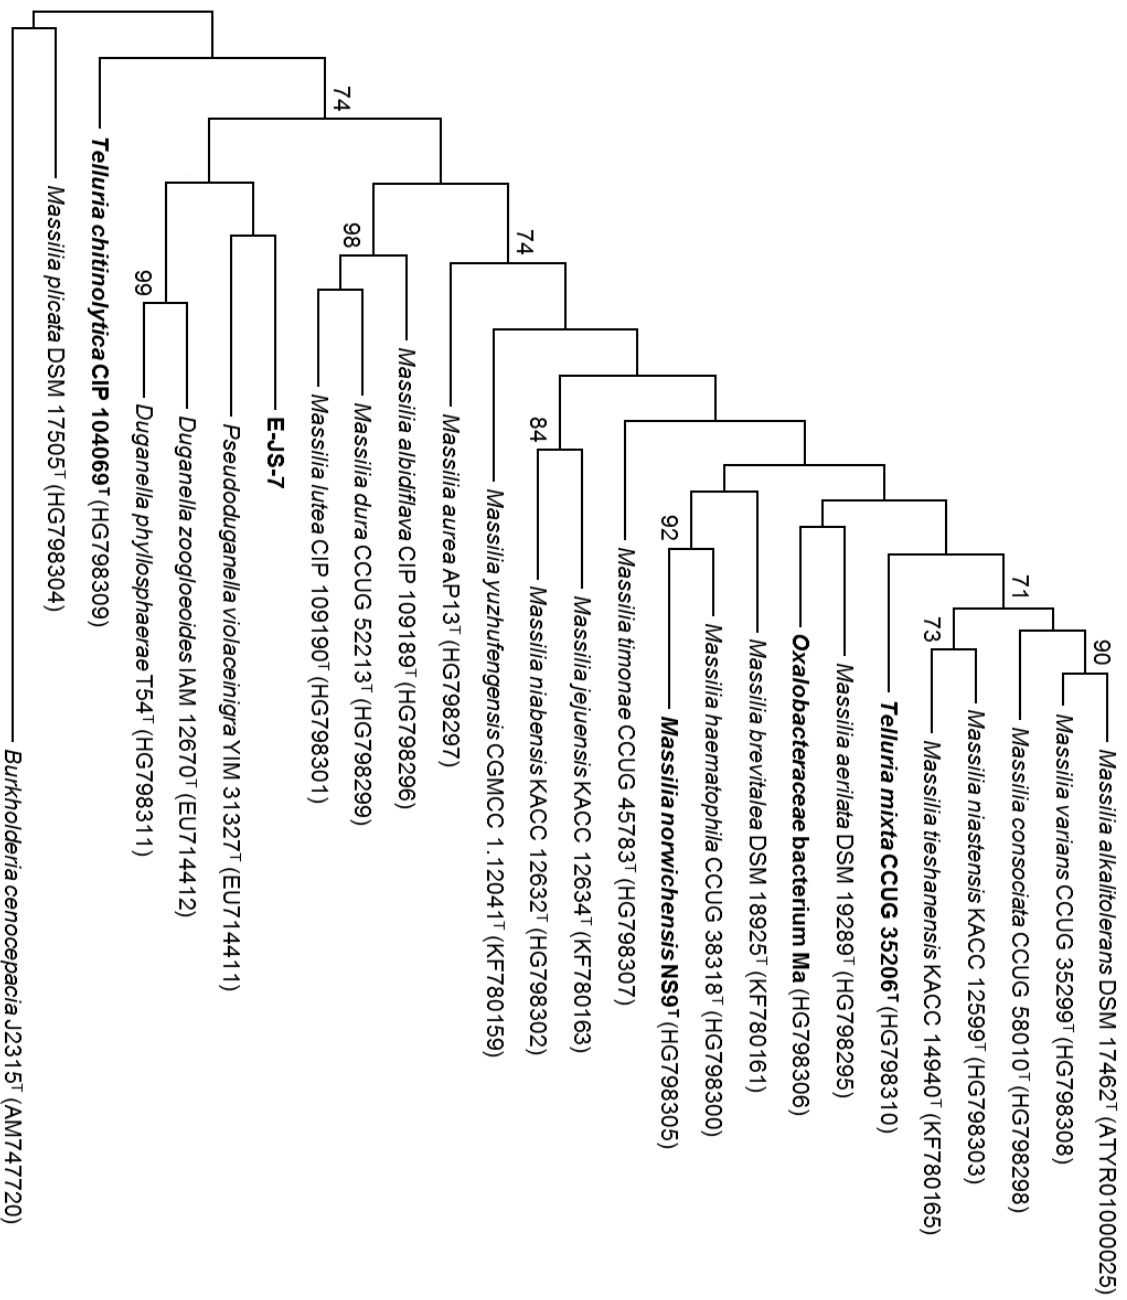 90
Massilia alkalitolerans DSM 17462ᵀ (ATYR01000025)
Massilia varians CCUG 35299ᵀ (HG798308)
71
Massilia consociata CCUG 58010ᵀ (HG798298)
Massilia niastensis KACC 12599ᵀ (HG798303)
73
Massilia tieshanensis KACC 14940ᵀ (KF780165)
Telluria mixta CCUG 35206ᵀ (HG798310)
Massilia aerilata DSM 19289ᵀ (HG798295)
Oxalobacteraceae bacterium Ma (HG798306)
Massilia brevitalea DSM 18925ᵀ (KF780161)
Massilia haematophila CCUG 38318ᵀ (HG798300)
92
Massilia norwichensis NS9ᵀ (HG798305)
Massilia timonae CCUG 45783ᵀ (HG798307)
Massilia jejuensis KACC 12634ᵀ (KF780163)
84
Massilia niabensis KACC 12632ᵀ (HG798302)
Massilia yuzhufengensis CGMCC 1.12041ᵀ (KF780159)
74
Massilia aurea AP13ᵀ (HG798297)
Massilia albidiflava CIP 109189ᵀ (HG798296)
98
Massilia dura CCUG 52213ᵀ (HG798299)
Massilia lutea CIP 109190ᵀ (HG798301)
74
E-JS-7
Pseudoduganella violaceinigra YIM 31327ᵀ (EU714411)
Duganella zoogloeoides IAM 12670ᵀ (EU714412)
99
Duganella phyllosphaerae T54ᵀ (HG798311)
Telluria chitinolytica CIP 104069ᵀ (HG798309)
Massilia plicata DSM 17505ᵀ (HG798304)
Burkholderia cenocepacia J2315ᵀ (AM747720)